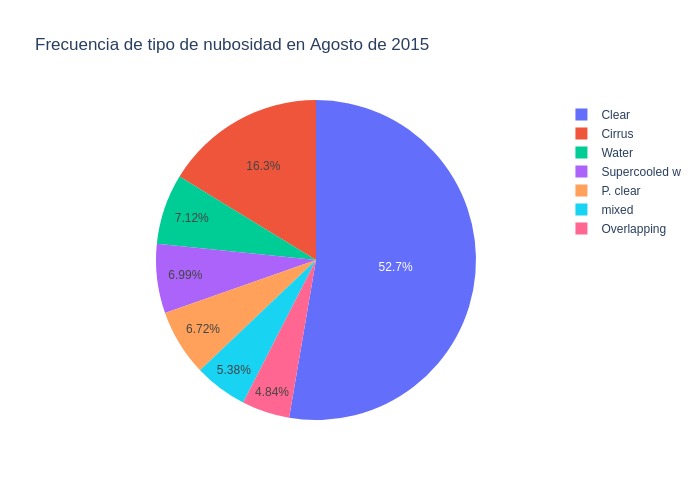 Frecuencia de tipo de nubosidad en Agosto de 2015
Clear
Cirrus
Water
Supercooled w
P. clear
mixed
Overlapping
16.3%
7.12%
52.7%
6.99%
6.72%
5.38%
4.84%